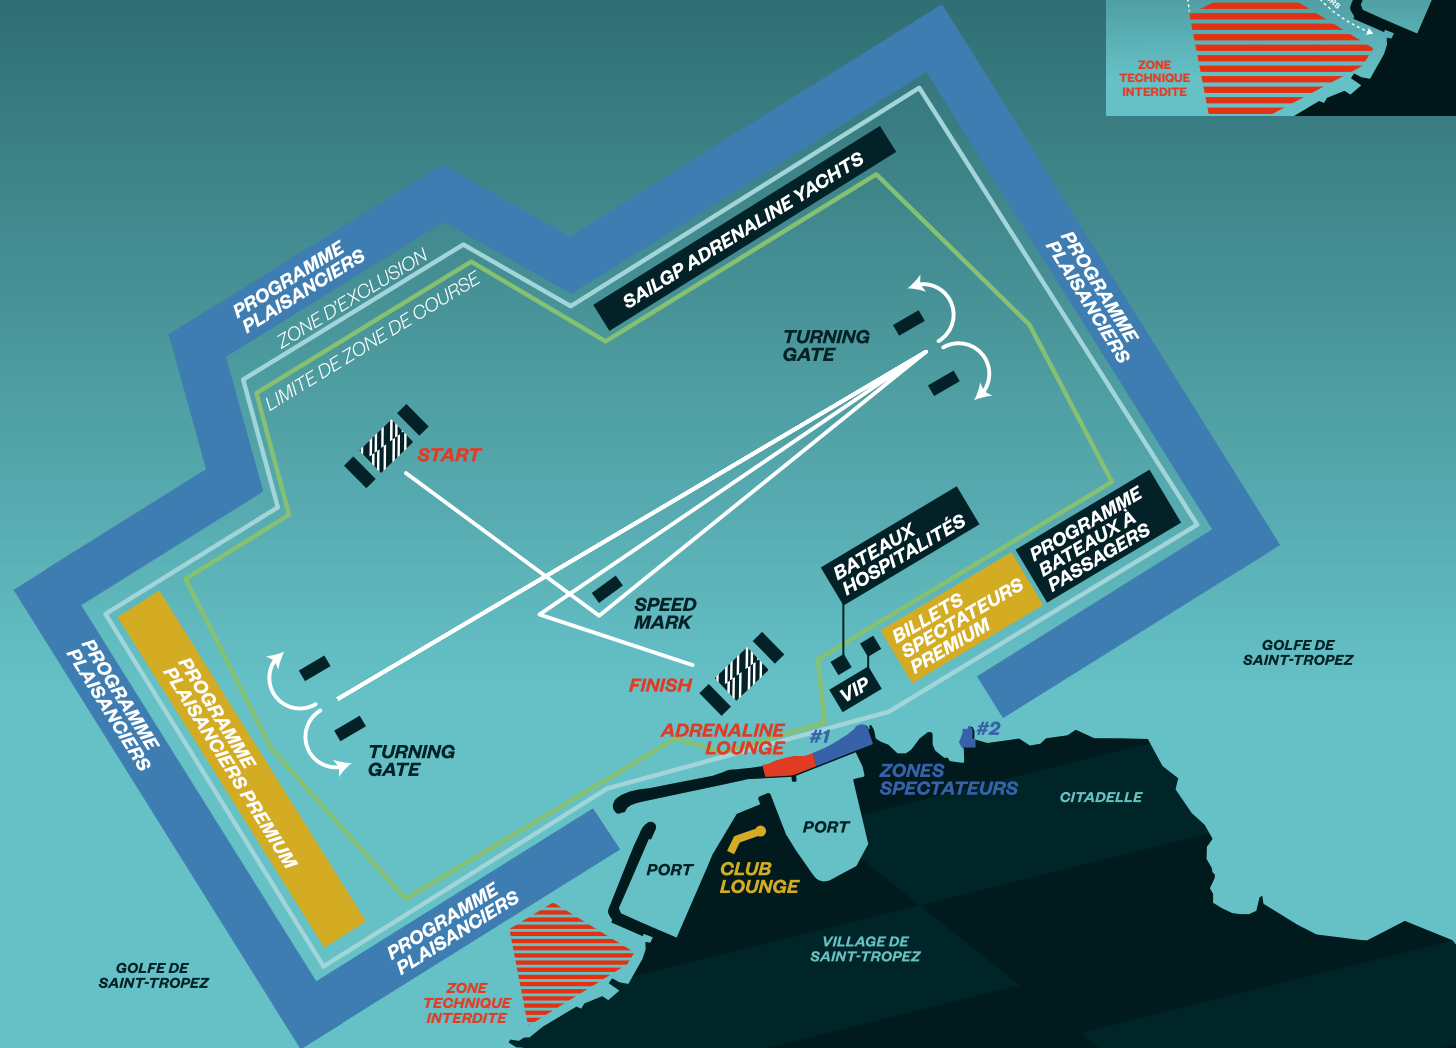 RS
ZONE
TECHNIQUE
INTERDITE
SAILGP ADRENALINE YACHTS
PROGRAMME
PLAISANCIERS
ZONE D'EXCLUSION
LIMITE DE ZONE DE COURSE
PROGRAMME
PLAISANCIERS
TURNING
GATE
START
BATEAUX
HOSPITALITÉS
PROGRAMME
BATEAUX À
PASSAGERS
BILLETS
SPECTATEURS
PREMIUM
SPEED
MARK
GOLFE DE
SAINT-TROPEZ
FINISH
VIP
PROGRAMME
PLAISANCIERS
PROGRAMME
PLAISANCIERS PREMIUM
TURNING
GATE
ADRENALINE
LOUNGE
#1
#2
ZONES
SPECTATEURS
CITADELLE
PORT
PORT
CLUB
LOUNGE
PROGRAMME
PLAISANCIERS
VILLAGE DE
SAINT-TROPEZ
GOLFE DE
SAINT-TROPEZ
ZONE
TECHNIQUE
INTERDITE